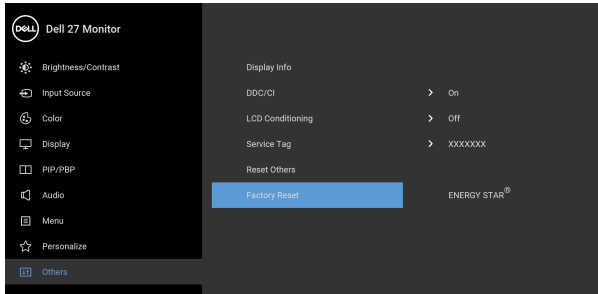 DELL
Dell 27 Monitor
Brightness/Contrast
Input Source
Color
Display
PIP/PBP
Audio
Menu
Personalize
Others
Display Info
DDC/CI > On
LCD Conditioning > Off
Service Tag > XXXXXXX
Reset Others
Factory Reset ENERGY STAR®